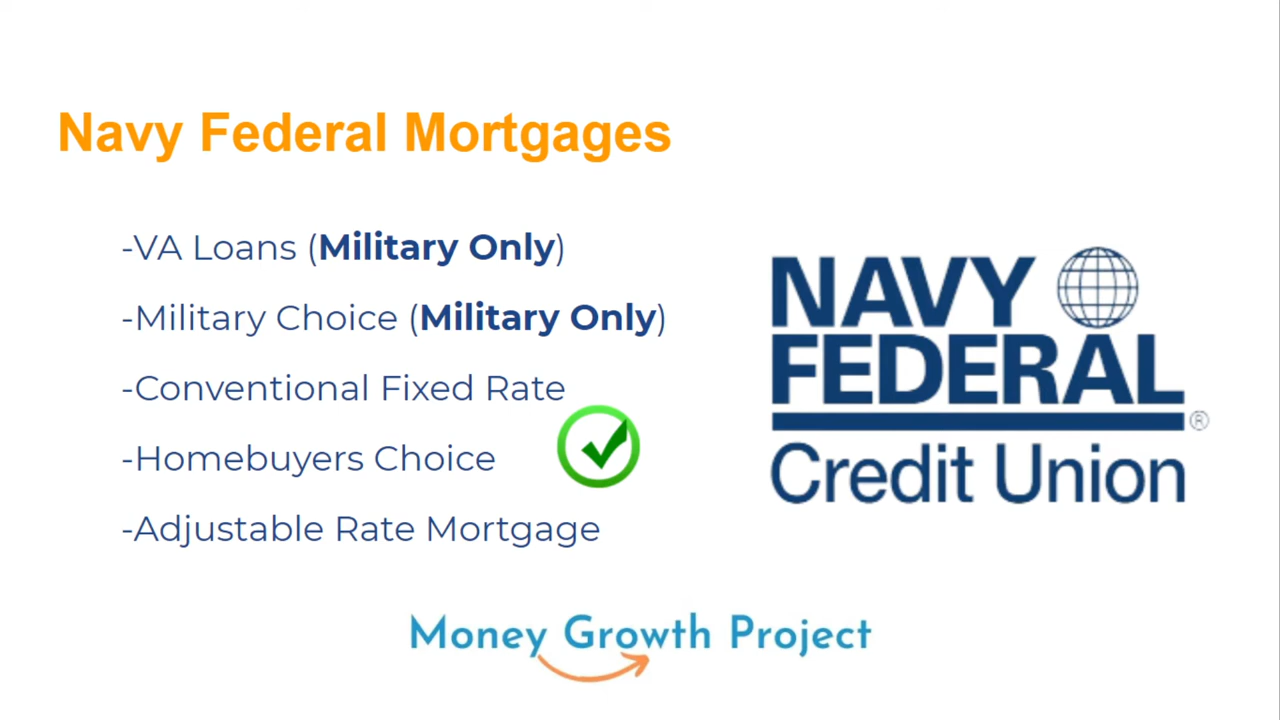 Navy Federal Mortgages
-VA Loans (Military Only)
-Military Choice (Military Only)
-Conventional Fixed Rate
-Homebuyers Choice
-Adjustable Rate Mortgage
NAVY
FEDERAL
®
Credit Union
Money Growth Project